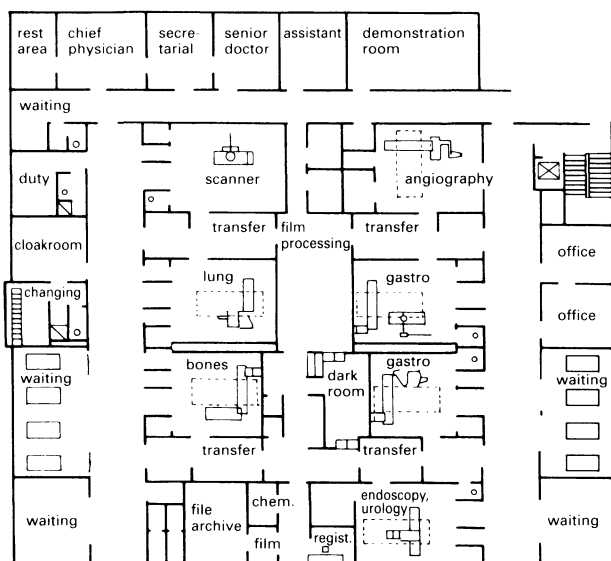 rest area
chief physician
secre-tarial
senior doctor
assistant
demonstration room
waiting
duty
scanner
angiography
transfer
film processing
transfer
cloakroom
office
changing
lung
gastro
office
waiting
bones
dark room
gastro
waiting
transfer
transfer
waiting
file archive
chem.
film
regist.
endoscopy, urology
waiting